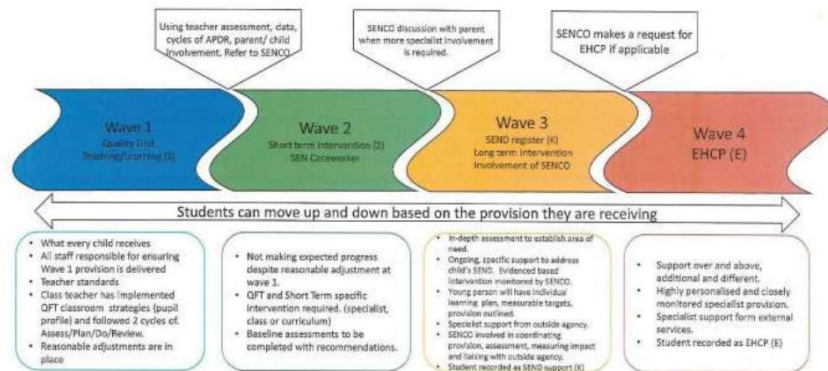 Using teacher assessment, data,
cycles of APDR, parent/ child
involvement. Refer to SENCO
SENCO discussion with parent
when more specialist involvement
is required.
SENCO makes a request for
EHCP if applicable
Wave 1
Quality First
Teaching/Learning
Wave 2
Short term intervention (2)
SEN Caseworker
Wave 3
SEND register (K)
Long term intervention
Involvement of SENCO
Wave 4
EHCP (E)
Students can move up and down based on the provision they are receiving
• What every child receives
• All staff responsible for ensuring
Wave 1 provision is delivered
• Teacher standards
• Class teacher has implemented
QFT classroom strategies (pupil
profile) and followed 2 cycles of
Assess/Plan/Do/Review.
• Reasonable adjustments are in
place
• Not making expected progress
despite reasonable adjustment at
wave 1.
• QFT and Short Term specific
intervention required. (specialist,
class or curriculum)
• Baseline assessments to be
completed with recommendations.
• In-depth assessment to establish area of
need.
• Ongoing, specific support to address
child's SEND. Evidenced based
intervention monitored by SENCO.
• Young person will have individual
learning plan, measurable targets,
provision outlined.
• Specialist support from outside agency.
• SENCO involved in coordinating
provision, assessment, measuring impact
and liaising with outside agency.
• Student recorded as SEND support (K)
• Support over and above,
additional and different.
• Highly personalised and closely
monitored specialist provision.
• Specialist support form external
services.
• Student recorded as EHCP (E)